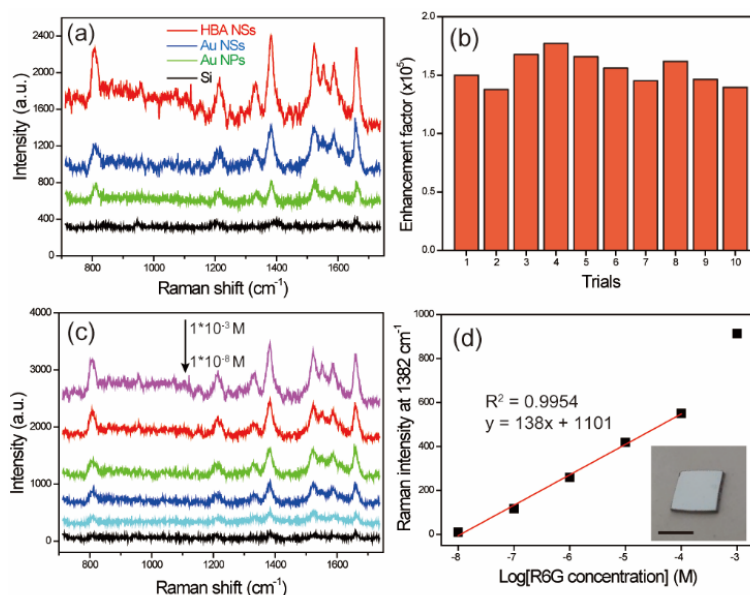 (a)
HBA NSs
Au NSs
Au NPs
Si
2400
2000
1600
1200
800
400
0
Intensity (a.u.)
800 1000 1200 1400 1600
Raman shift (cm-1)
(b)
2.0
1.5
1.0
0.5
0.0
Enhancement factor (x10⁵)
1 2 3 4 5 6 7 8 9 10
Trials
(c)
1*10⁻³ M
1*10⁻⁸ M
4000
3000
2000
1000
0
Intensity (a.u.)
800 1000 1200 1400 1600
Raman shift (cm⁻¹)
(d)
R² = 0.9954
y = 138x + 1101
1000
800
600
400
200
0
Raman intensity at 1382 cm⁻¹
-8 -7 -6 -5 -4 -3
Log[R6G concentration] (M)